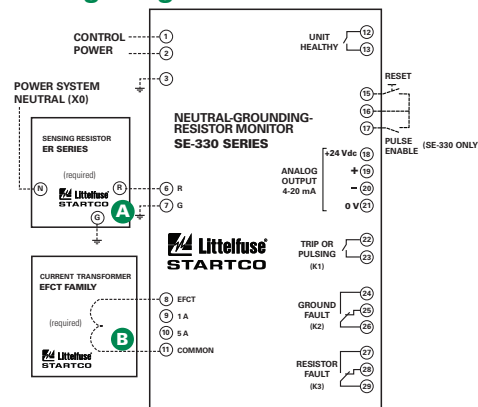 CONTROL
POWER
1
2
3
POWER SYSTEM
NEUTRAL (X0)
SENSING RESISTOR
ER SERIES
(required)
N
R
Littelfuse®
STARTCO
G
A
6 R
7 G
CURRENT TRANSFORMER
EFCT FAMILY
(required)
B
Littelfuse®
STARTCO
8 EFCT
9 1 A
10 5 A
11 COMMON
NEUTRAL-GROUNDING-
RESISTOR MONITOR
SE-330 SERIES
Littelfuse®
STARTCO
UNIT
HEALTHY
12
13
RESET
15
16
17
PULSE
ENABLE (SE-330 ONLY
ANALOG
OUTPUT
4-20 mA
+24 Vdc 18
+ 19
− 20
0 V 21
TRIP OR
PULSING
(K1)
22
23
GROUND
FAULT
(K2)
24
25
26
RESISTOR
FAULT
(K3)
27
28
29